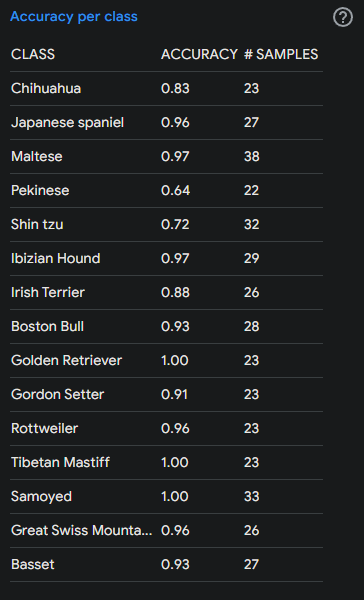 Accuracy per class
CLASS ACCURACY # SAMPLES
Chihuahua 0.83 23
Japanese spaniel 0.96 27
Maltese 0.97 38
Pekinese 0.64 22
Shin tzu 0.72 32
Ibizian Hound 0.97 29
Irish Terrier 0.88 26
Boston Bull 0.93 28
Golden Retriever 1.00 23
Gordon Setter 0.91 23
Rottweiler 0.96 23
Tibetan Mastiff 1.00 23
Samoyed 1.00 33
Great Swiss Mounta... 0.96 26
Basset 0.93 27